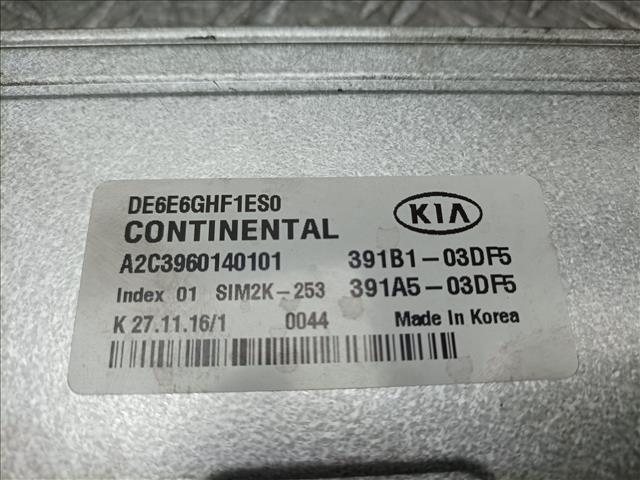 DE6E6GHF1ES0
CONTINENTAL
KIA
A2C3960140101 391B1-03DF5
Index 01 SIM2K-253 391A5-03DF5
K 27.11.16/1 0044 Made In Korea